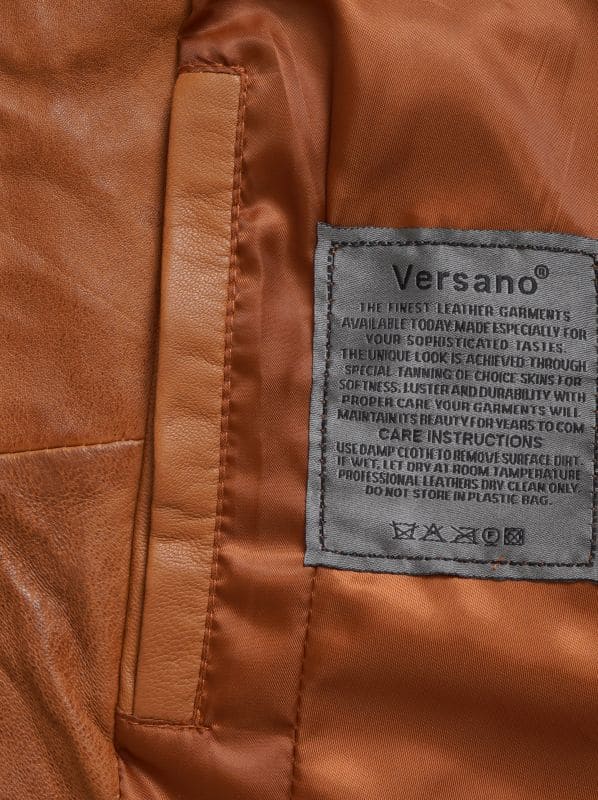 Versano®
THE FINEST LEATHER GARMENTS
AVAILABLE TODAY. MADE ESPECIALLY FOR
YOUR SOPHISTICATED TASTES.
THE UNIQUE LOOK IS ACHIEVED THROUGH
SPECIAL TANNING OF CHOICE SKINS FOR
SOFTNESS. LUSTER AND DURABILITY. WITH
PROPER CARE YOUR GARMENTS WILL
MAINTAIN ITS BEAUTY FOR YEARS TO COM
CARE INSTRUCTIONS
USE DAMP CLOTH TO REMOVE SURFACE DIRT.
IF WET, LET DRY AT ROOM TAMPERATURE
PROFESSIONAL LEATHERS DRY CLEAN ONLY.
DO NOT STORE IN PLASTIC BAG.